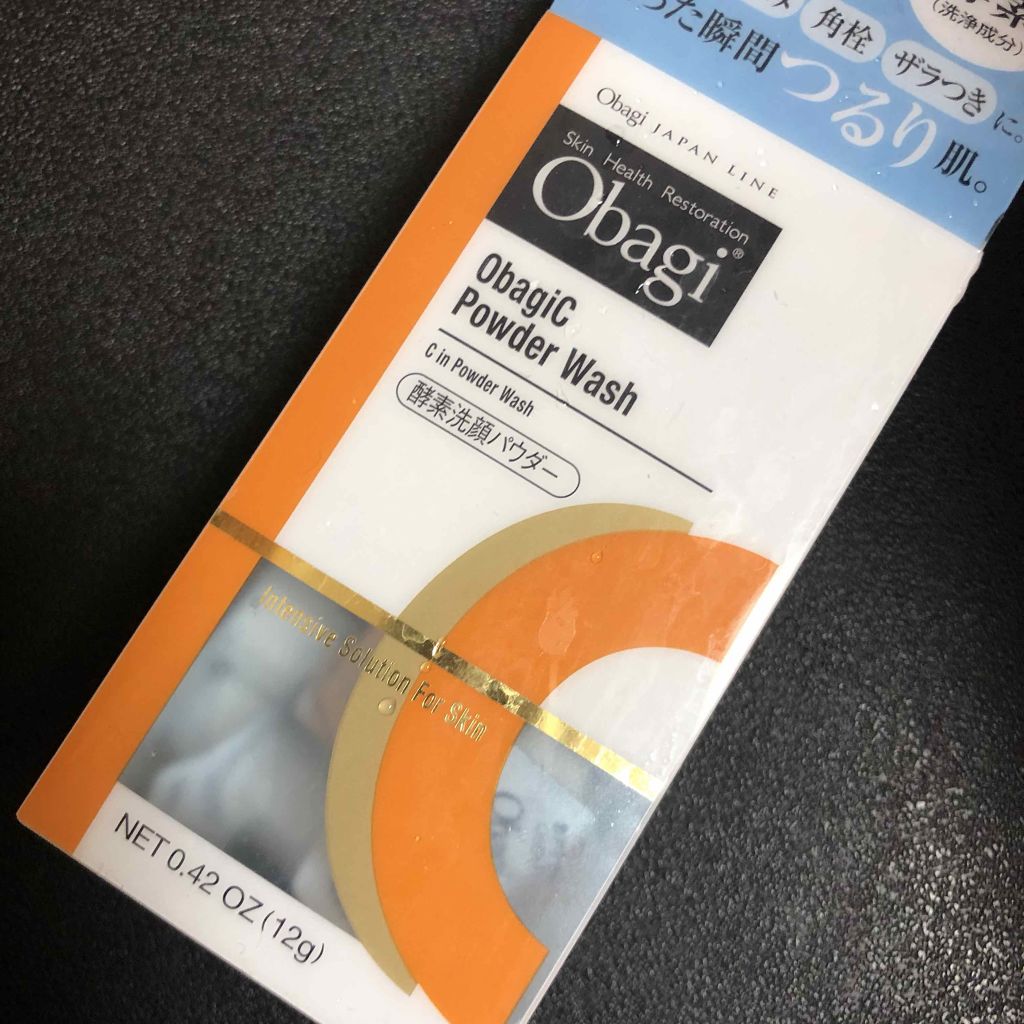 (洗浄成分)
角栓
ザラつき に。
った瞬間 つるり 肌。
Obagi JAPAN LINE
Skin Health Restoration
Obagi®
ObagiC
Powder Wash
C in Powder Wash
酵素洗顔パウダー
Intensive Solution For Skin
NET 0.42 OZ(12g)